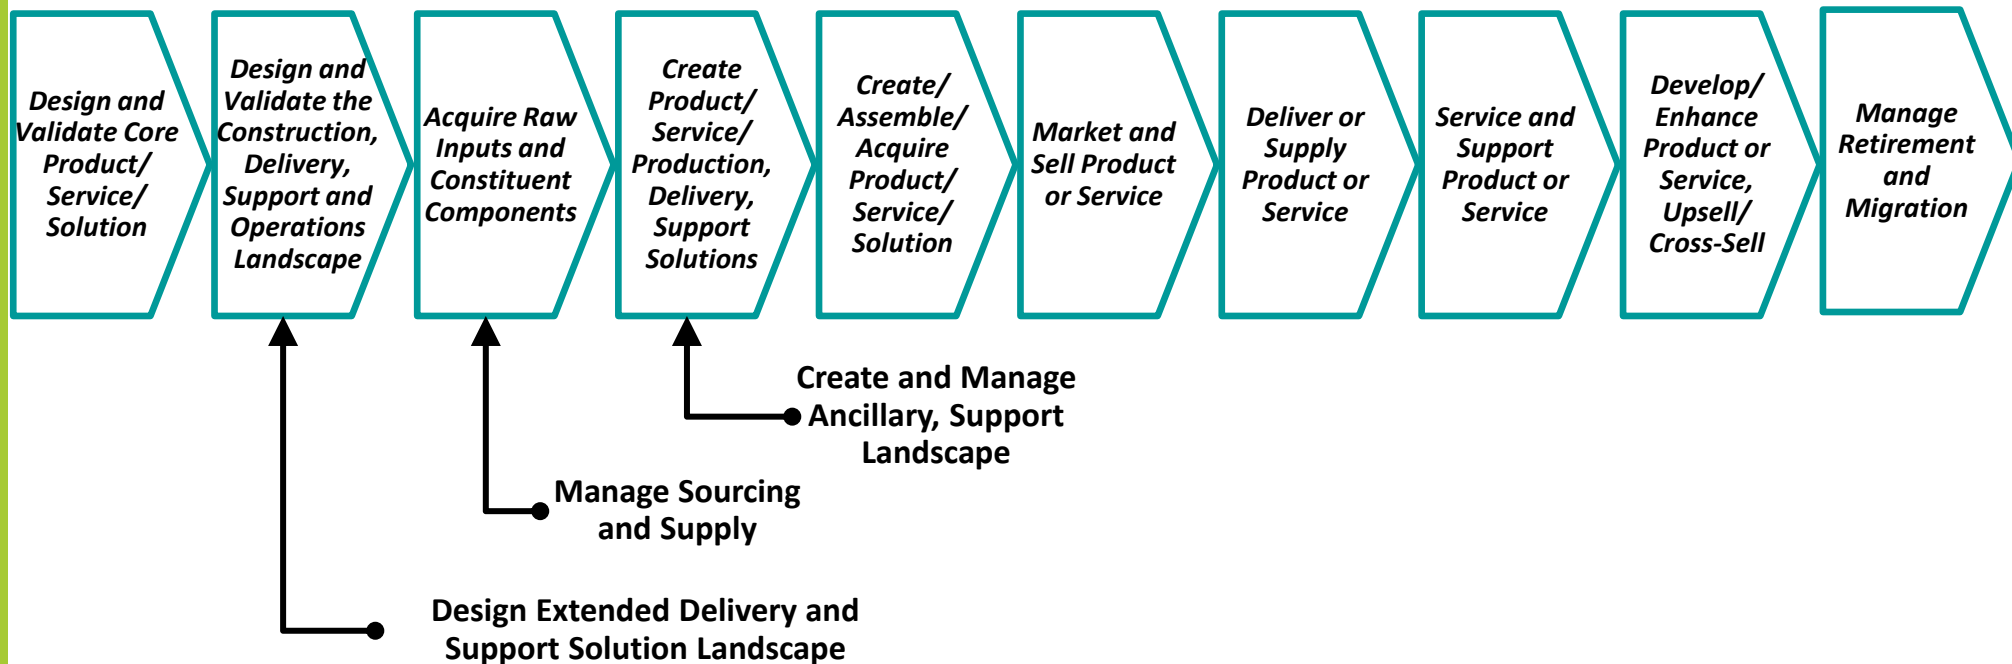 Design and
Validate Core
Product/
Service/
Solution
Design and
Validate the
Construction,
Delivery,
Support and
Operations
Landscape
Acquire Raw
Inputs and
Constituent
Components
Create
Product/
Service/
Production,
Delivery,
Support
Solutions
Create/
Assemble/
Acquire
Product/
Service/
Solution
Market and
Sell Product
or Service
Deliver or
Supply
Product or
Service
Service and
Support
Product or
Service
Develop/
Enhance
Product or
Service,
Upsell/
Cross-Sell
Manage
Retirement
and
Migration
Create and Manage
Ancillary, Support
Landscape
Manage Sourcing
and Supply
Design Extended Delivery and
Support Solution Landscape